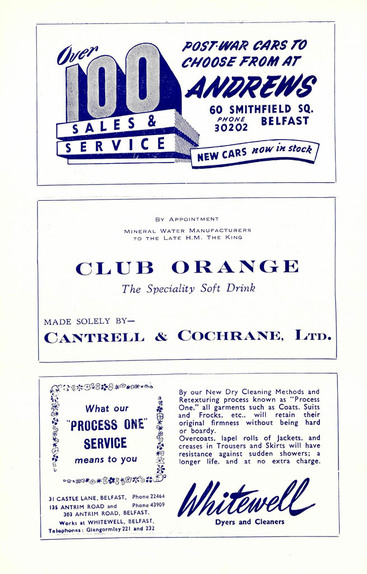 Over
100
SALES &
SERVICE
POST-WAR CARS TO
CHOOSE FROM AT
ANDREWS
60 SMITHFIELD SQ.
PHONE
30202 BELFAST
NEW CARS now in stock
BY APPOINTMENT
MINERAL WATER MANUFACTURERS
TO THE LATE H.M. THE KING
CLUB ORANGE
The Speciality Soft Drink
MADE SOLELY BY—
CANTRELL & COCHRANE, LTD.
What our
"PROCESS ONE"
SERVICE
means to you
31 CASTLE LANE, BELFAST, Phone 22464
135 ANTRIM ROAD and Phone 43909
303 ANTRIM ROAD, BELFAST.
Works at WHITEWELL, BELFAST,
Telephones: Glengormley 221 and 232
By our New Dry Cleaning Methods and
Retexturing process known as "Process
One," all garments such as Coats, Suits
and Frocks, etc., will retain their
original firmness without being hard
or boardy.
Overcoats, lapel rolls of Jackets, and
creases in Trousers and Skirts will have
resistance against sudden showers; a
longer life, and at no extra charge.
Whitewell
Dyers and Cleaners